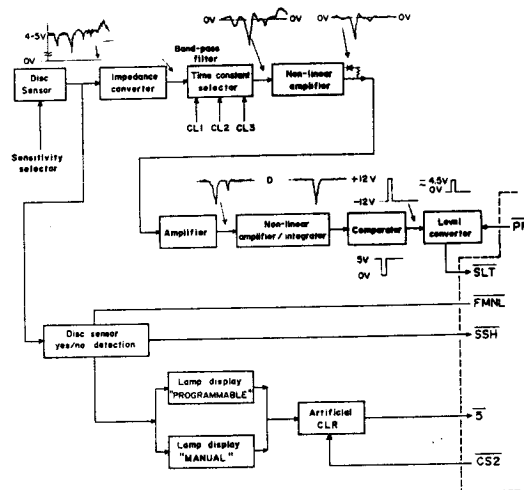 4-5V
0V
0V
0V
0V
0V
Band-pass
filter
Disc
Sensor
Impedance
converter
Time constant
selector
Non-linear
amplifier
CL1 CL2 CL3
Sensitivity
selector
D
+12V
-12V
= 4.5V
0V
Amplifier
Non-linear
amplifier/integrator
Comparator
Level
converter
5V
0V
SLT
FMNL
Disc sensor
yes/no detection
SSH
Lamp display
"PROGRAMMABLE"
Artificial
CLR
5
Lamp display
"MANUAL"
CS2